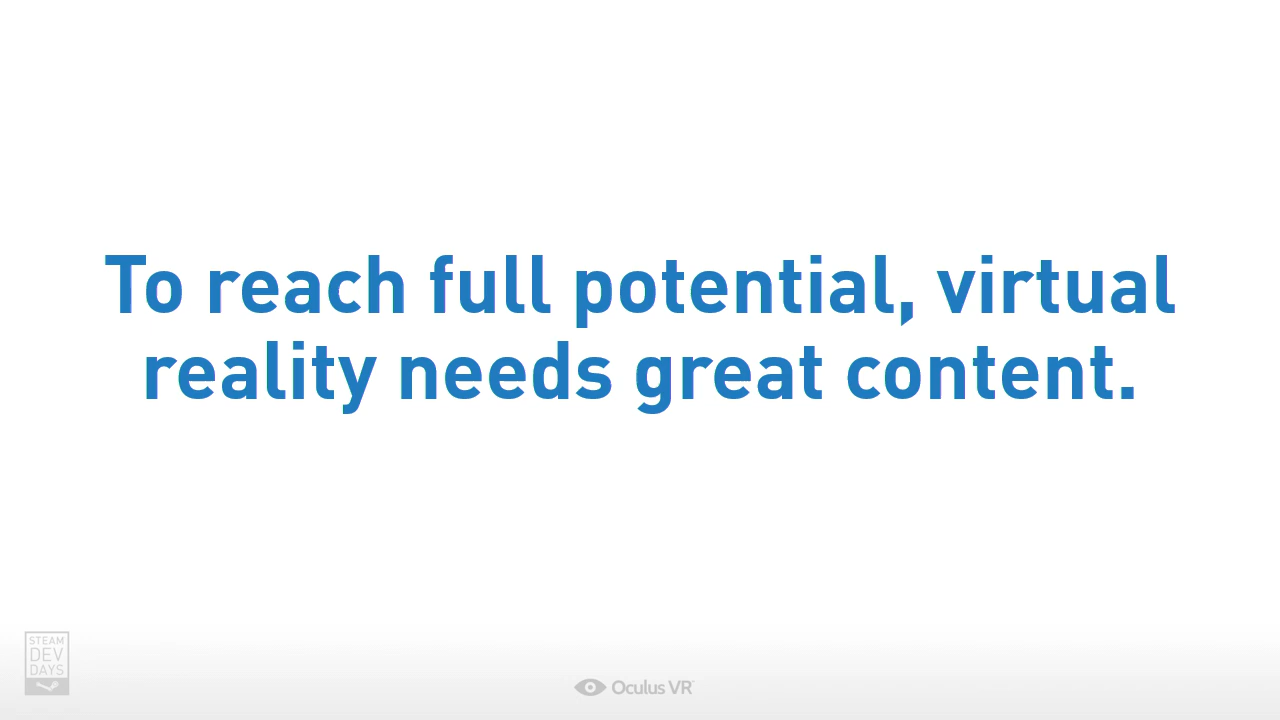 To reach full potential, virtual
reality needs great content.
STEAM
DEV
DAYS
Oculus VR